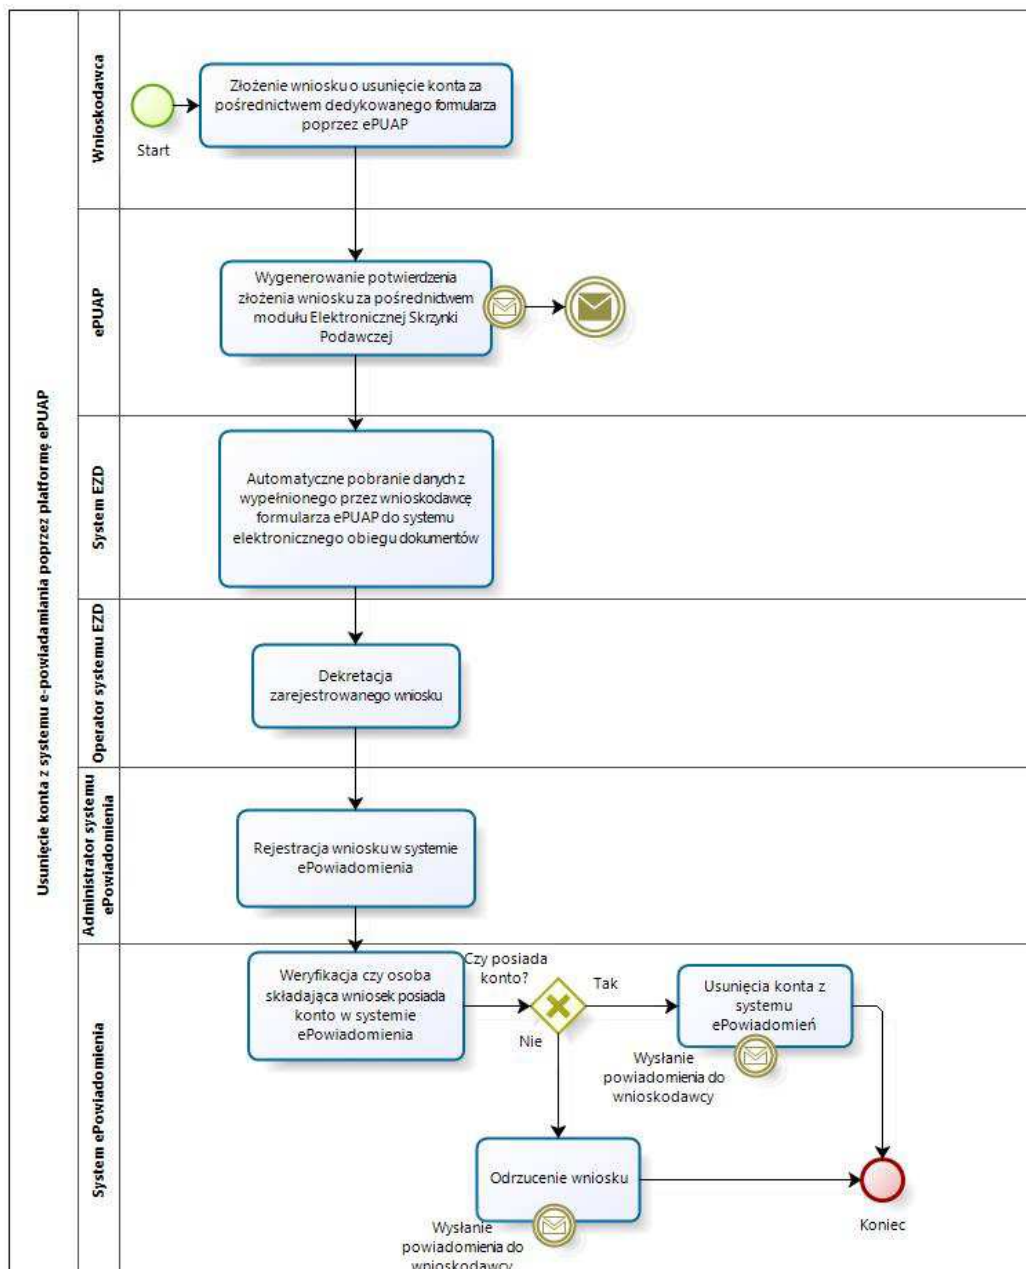 Usunięcie konta z systemu e-powiadamiania poprzez platformę ePUAP
Wnioskodawca
Złożenie wniosku o usunięcie konta za
pośrednictwem dedykowanego formularza
poprzez ePUAP
Start
ePUAP
Wygenerowanie potwierdzenia
złożenia wniosku za pośrednictwem
modułu Elektronicznej Skrzynki
Podawczej
System EZD
Automatyczne pobranie danych z
wypełnionego przez wnioskodawcę
formularza ePUAP do systemu
elektronicznego obiegu dokumentów
Operator systemu EZD
Dekretacja
zarejestrowanego wniosku
Administrator systemu
ePowiadomienia
Rejestracja wniosku w systemie
ePowiadomienia
System ePowiadomienia
Weryfikacja czy osoba
składająca wniosek posiada
konto w systemie
ePowiadomienia
Czy posiada
konto?
Tak
Nie
Usunięcia konta z
systemu
ePowiadomień
Wysłanie
powiadomienia do
wnioskodawcy
Odrzucenie wniosku
Koniec
Wysłanie
powiadomienia do
wnioskodawcy